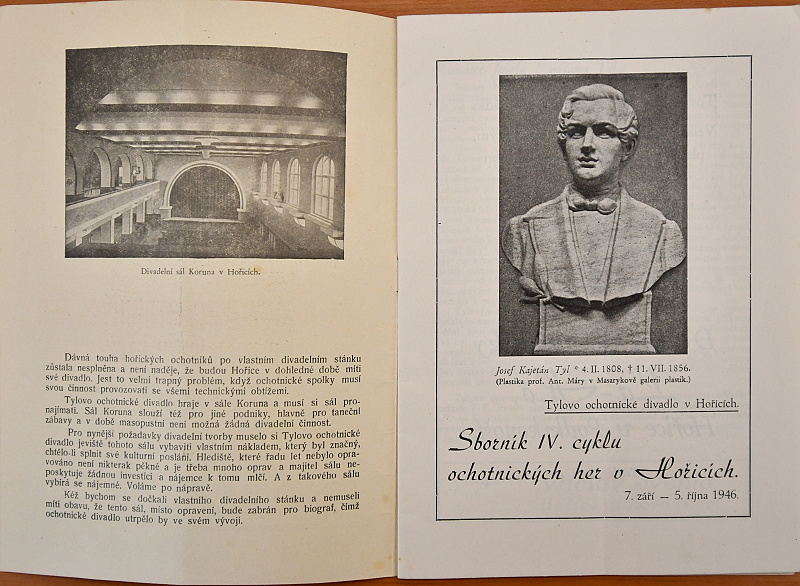 Divadelní sál Koruna v Hořicích.
Dávná touha hořických ochotníků po vlastním divadelním stánku
zůstala nesplněna a není naděje, že budou Hořice v dohledné době míti
své divadlo. Jest to velmi trapný problém, když ochotnické spolky musí
svou činnost provozovati se všemi technickými obtížemi.
Tylovo ochotnické divadlo hraje v sále Koruna a musí si sál pro-
najímati. Sál Koruna slouží též pro jiné podniky, hlavně pro taneční
zábavy a v době masopustní není možná žádná divadelní činnost.
Pro nynější požadavky divadelní tvorby muselo si Tylovo ochotnické
divadlo jeviště tohoto sálu vybaviti vlastním nákladem, který byl značný,
chtělo-li splnit své kulturní poslání. Hlediště, které řadu let nebylo opra-
vováno není nikterak pěkné a je třeba mnoho oprav a majitel sálu ne-
poskytuje žádnou investici a nájemce k tomu mlčí. A z takového sálu
vybírá se nájemné. Voláme po nápravě.
Kéž bychom se dočkali vlastního divadelního stánku a nemuseli
míti obavu, že tento sál, místo opravení, bude zabrán pro biograf, čímž
ochotnické divadlo utrpělo by ve svém vývoji.
Josef Kajetán Tyl * 4. II. 1808, † 11. VII. 1856.
(Plastika prof. Ant. Máry v Masarykově galerii plastik.)
Tylovo ochotnické divadlo v Hořicích.
Sborník IV. cyklu
ochotnických her v Hořicích.
7. září — 5. října 1946.